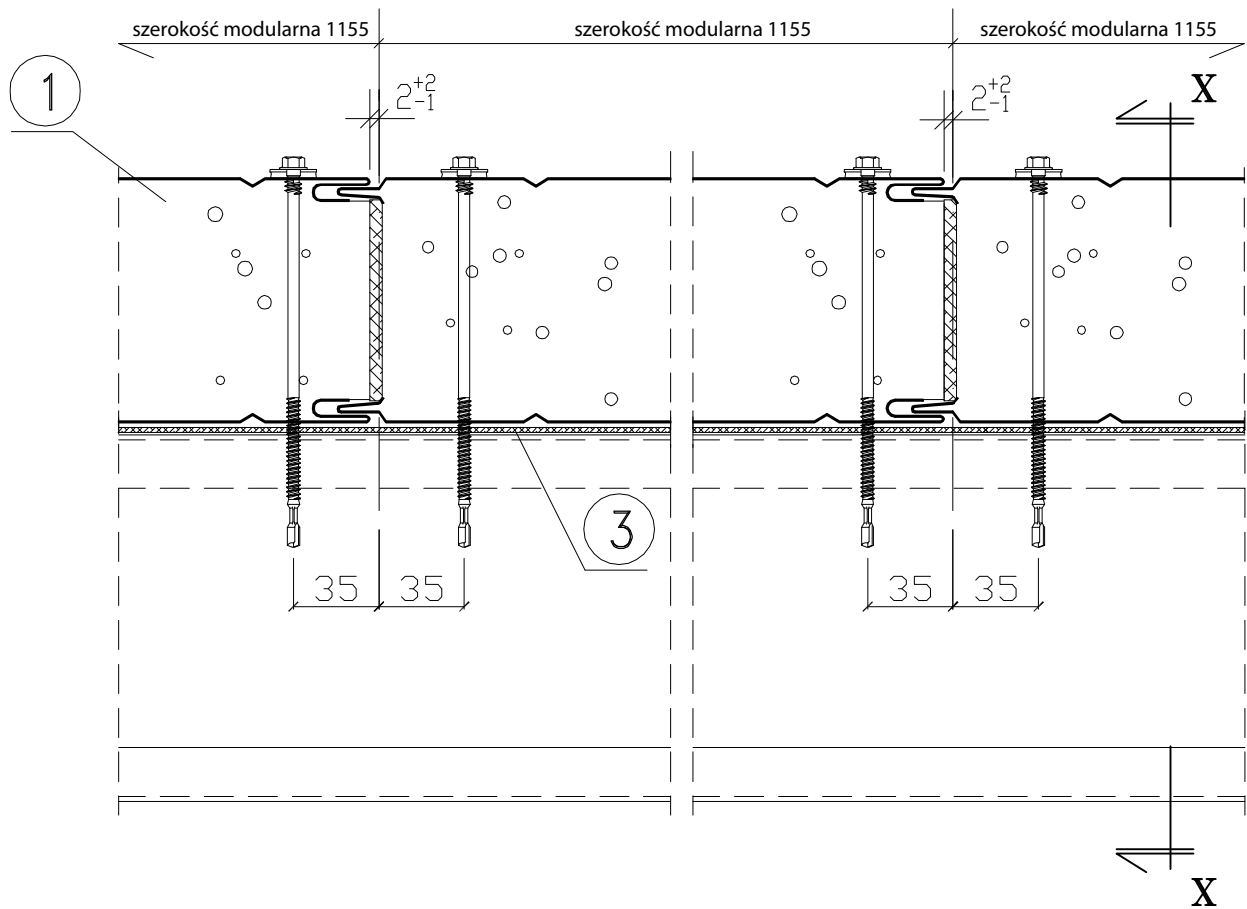 szerokość modularna 1155 szerokość modularna 1155 szerokość modularna 1155
1
2 +2 -1 2 +2 -1
X
3
35 35 35 35
X